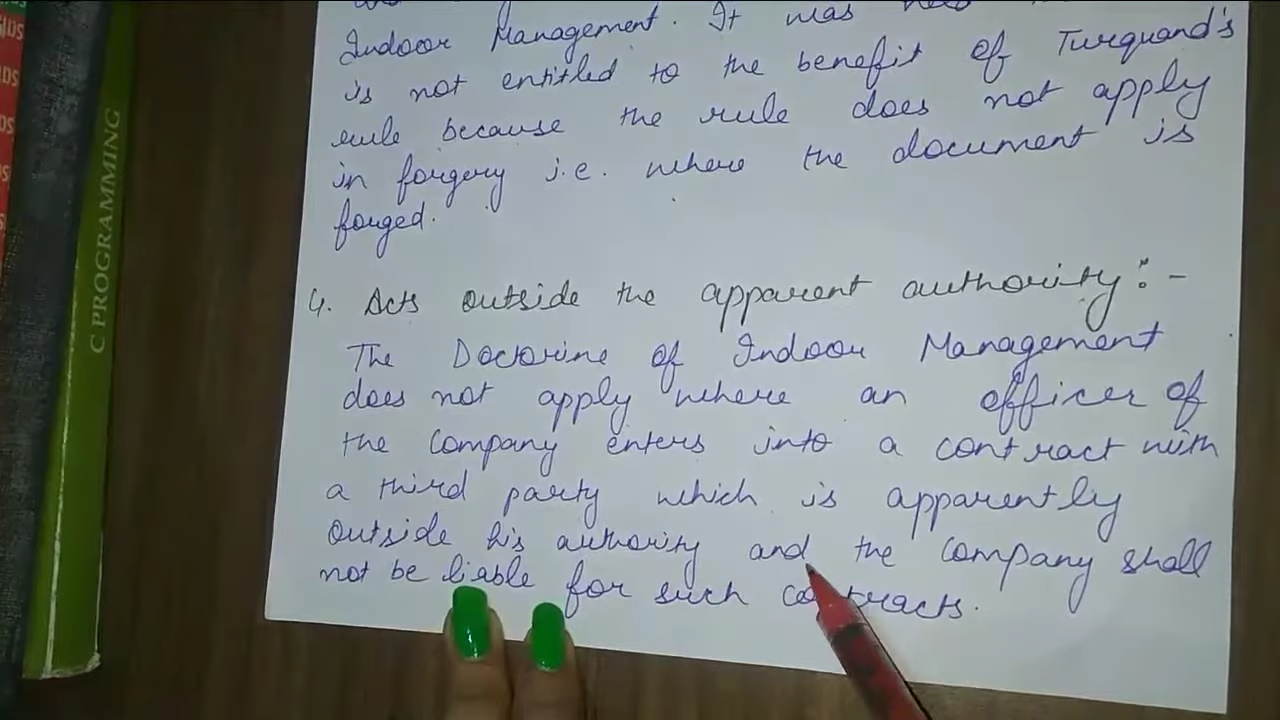 Indoor Management. It was held
is not entitled to the benefit of Turquand's
rule because the rule does not apply
in forgery i.e. where the document is
forged.
4. Acts outside the apparent authority:-
The Doctorine of Indoor Management
does not apply where an officer of
the company enters into a contract with
a third party which is apparently
outside his authority and the company shall
not be liable for such contracts.
C PROGRAMMING